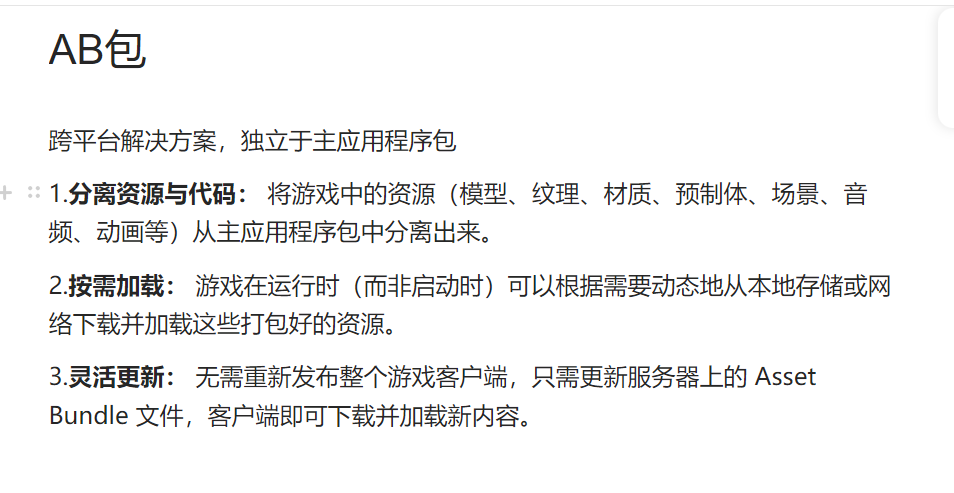 AB包
跨平台解决方案，独立于主应用程序包
1.分离资源与代码： 将游戏中的资源（模型、纹理、材质、预制体、场景、音
频、动画等）从主应用程序包中分离出来。
2.按需加载： 游戏在运行时（而非启动时）可以根据需要动态地从本地存储或网
络下载并加载这些打包好的资源。
3.灵活更新： 无需重新发布整个游戏客户端，只需更新服务器上的 Asset
Bundle 文件，客户端即可下载并加载新内容。